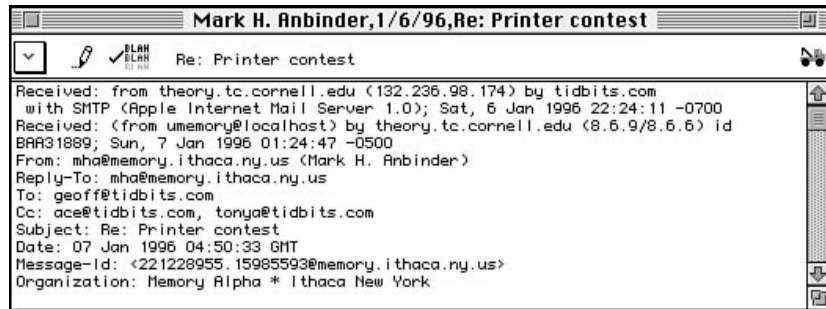 Mark H. Anbinder,1/6/96,Re: Printer contest
BLAH BLAH BLAH Re: Printer contest
Received: from theory.tc.cornell.edu (132.236.98.174) by tidbits.com
with SMTP (Apple Internet Mail Server 1.0); Sat, 6 Jan 1996 22:24:11 -0700
Received: (from umemory@localhost) by theory.tc.cornell.edu (8.6.9/8.6.6) id
BAA31889; Sun, 7 Jan 1996 01:24:47 -0500
From: mha@memory.ithaca.ny.us (Mark H. Anbinder)
Reply-To: mha@memory.ithaca.ny.us
To: geoff@tidbits.com
Cc: ace@tidbits.com, tonya@tidbits.com
Subject: Re: Printer contest
Date: 07 Jan 1996 04:50:33 GMT
Message-Id: <221228955.15985593@memory.ithaca.ny.us>
Organization: Memory Alpha * Ithaca New York